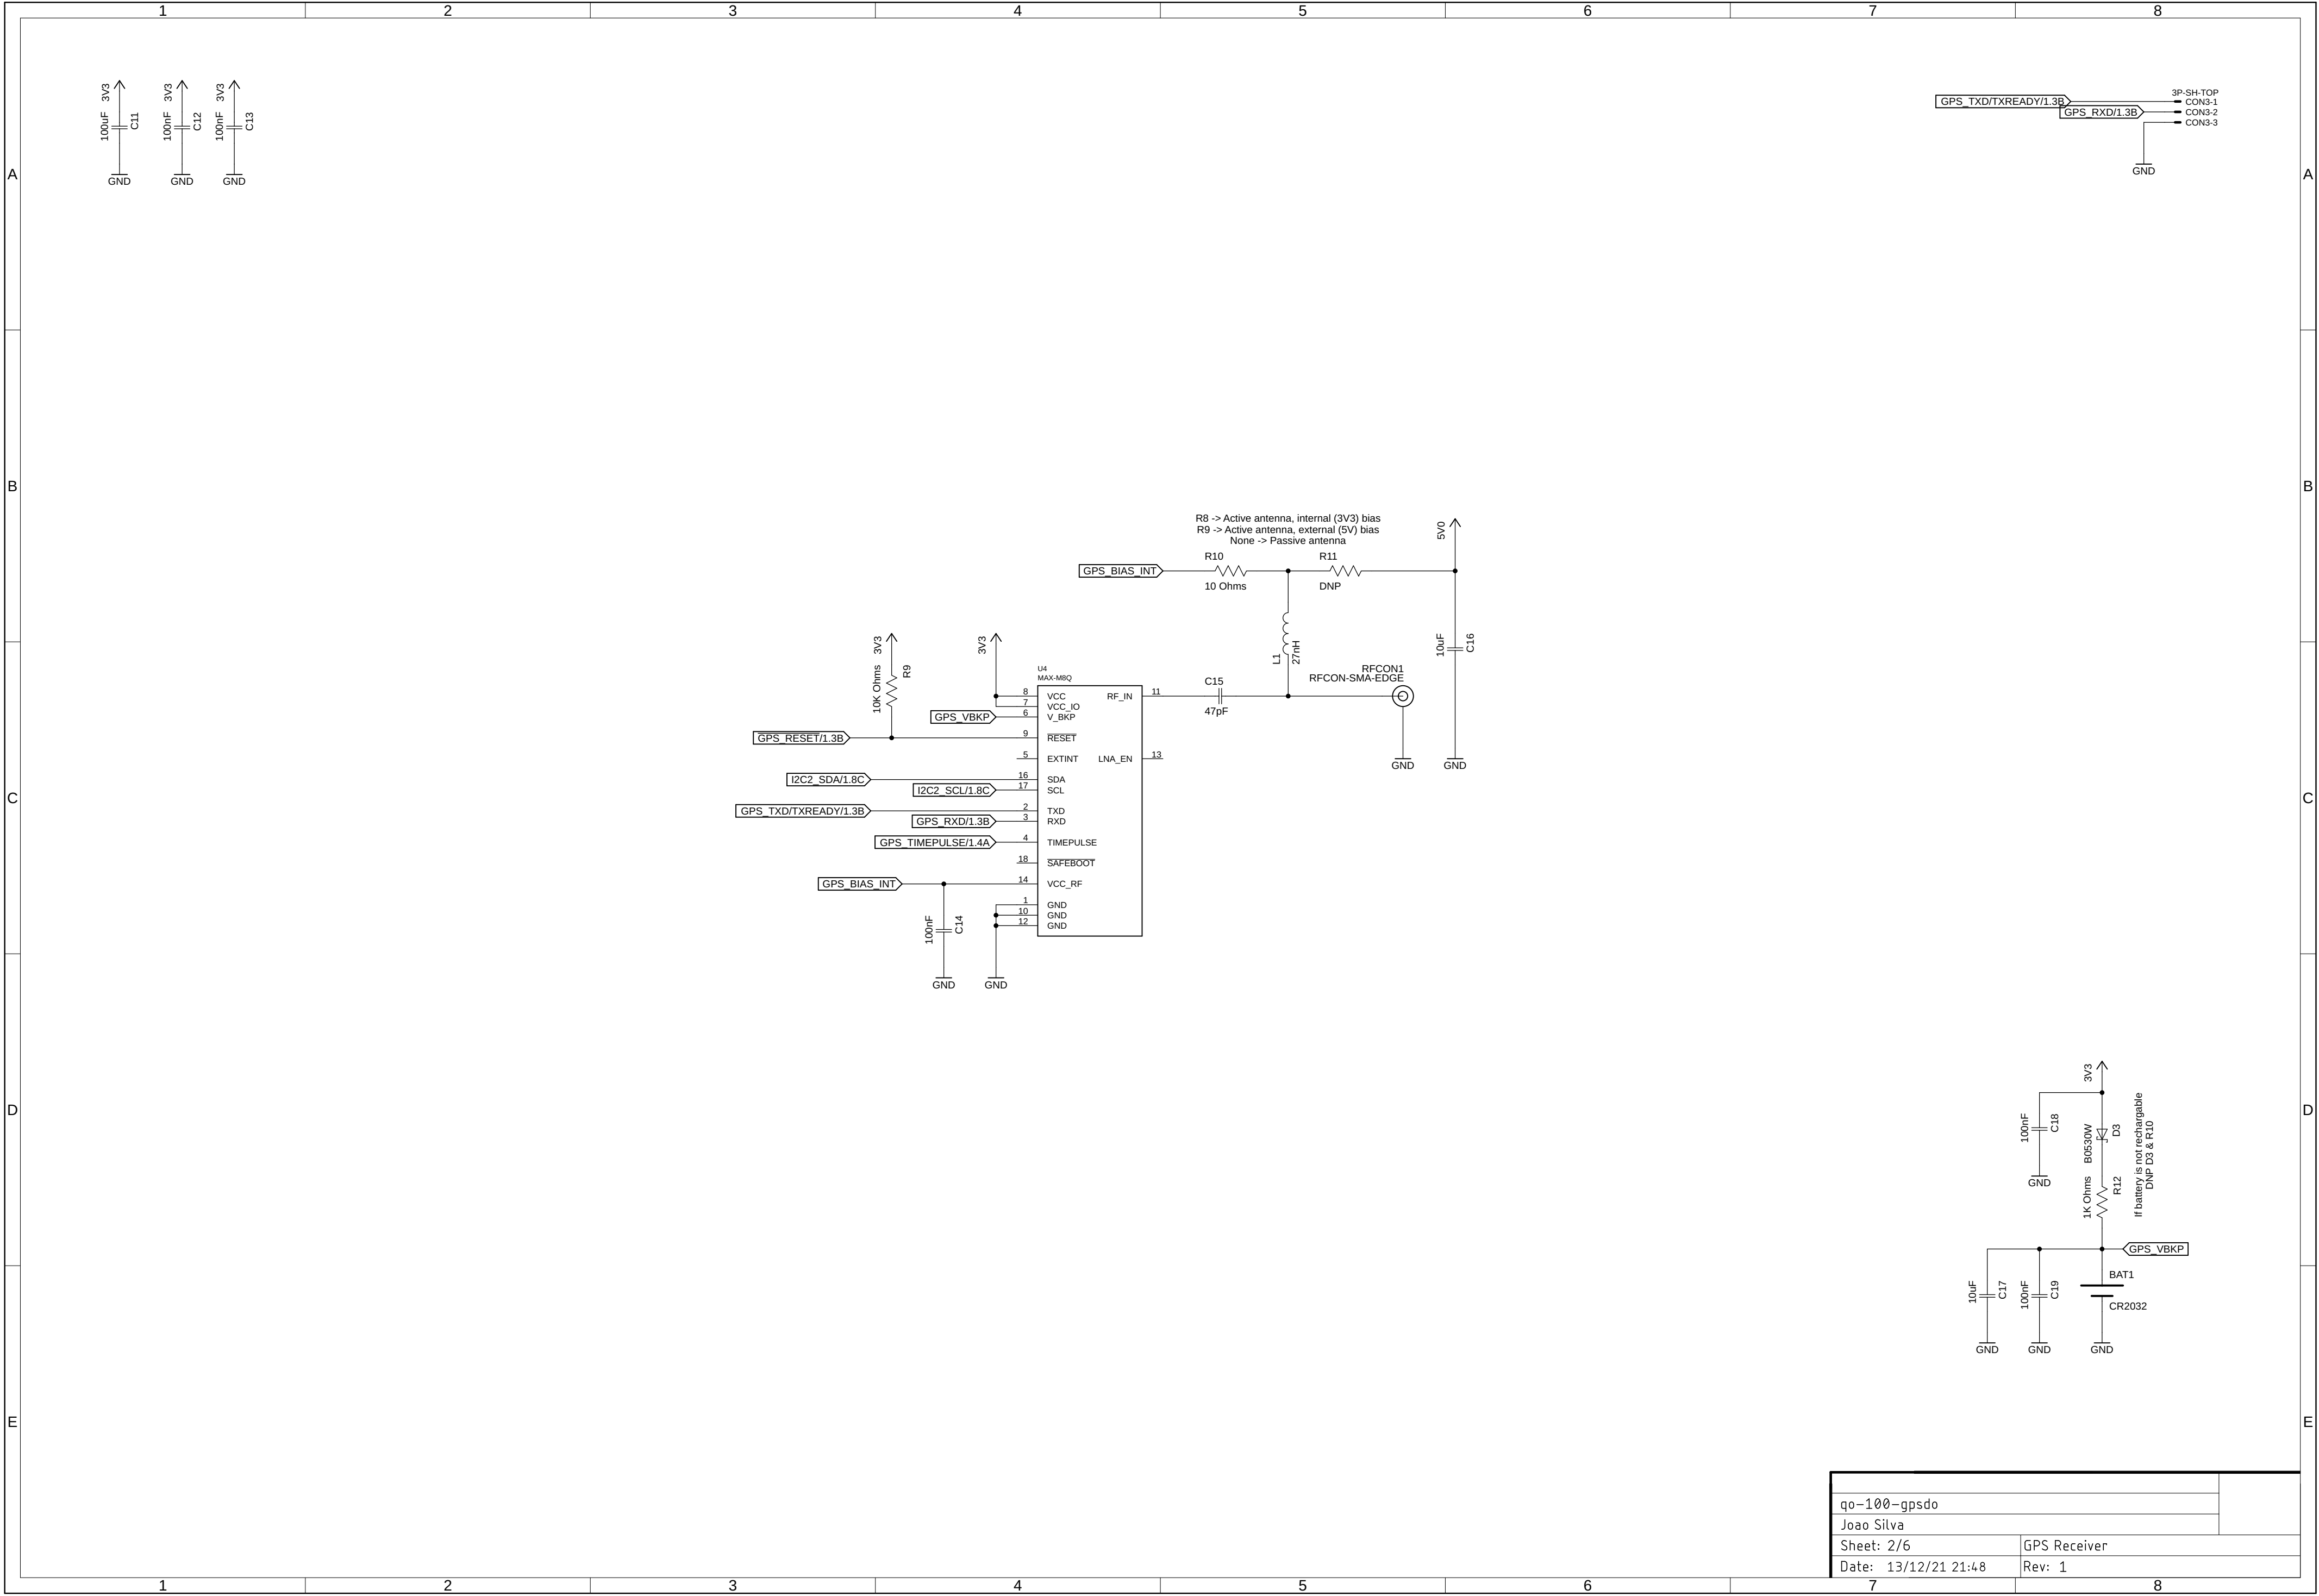 1 2 3 4 5 6 7 8
A A
B B
C C
D D
E E
3V3 3V3 3V3
100uF C11 100nF C12 100nF C13
GND GND GND
3P-SH-TOP
GPS_TXD/TXREADY/1.3B CON3-1
GPS_RXD/1.3B CON3-2
CON3-3
GND
R8 -> Active antenna, internal (3V3) bias
R9 -> Active antenna, external (5V) bias
None -> Passive antenna
5V0
R10 R11
GPS_BIAS_INT
10 Ohms DNP
L1 27nH
10uF C16
3V3 3V3
10K Ohms R9
U4
MAX-M8Q
RFCON1
RFCON-SMA-EDGE
C15
47pF
8 VCC RF_IN 11
7 VCC_IO
GPS_VBKP 6 V_BKP
GPS_RESET/1.3B 9 RESET
5 EXTINT LNA_EN 13
GND GND
I2C2_SDA/1.8C 16 SDA
I2C2_SCL/1.8C 17 SCL
GPS_TXD/TXREADY/1.3B 2 TXD
GPS_RXD/1.3B 3 RXD
GPS_TIMEPULSE/1.4A 4 TIMEPULSE
18 SAFEBOOT
GPS_BIAS_INT 14 VCC_RF
1 GND
10 GND
12 GND
100nF C14
GND GND
3V3
100nF C18
GND
B0530W D3
1K Ohms R12
If battery is not rechargable
DNP D3 & R10
GPS_VBKP
BAT1
CR2032
10uF C17 100nF C19
GND GND GND
qo-100-gpsdo
Joao Silva
Sheet: 2/6 GPS Receiver
Date: 13/12/21 21:48 Rev: 1
1 2 3 4 5 6 7 8